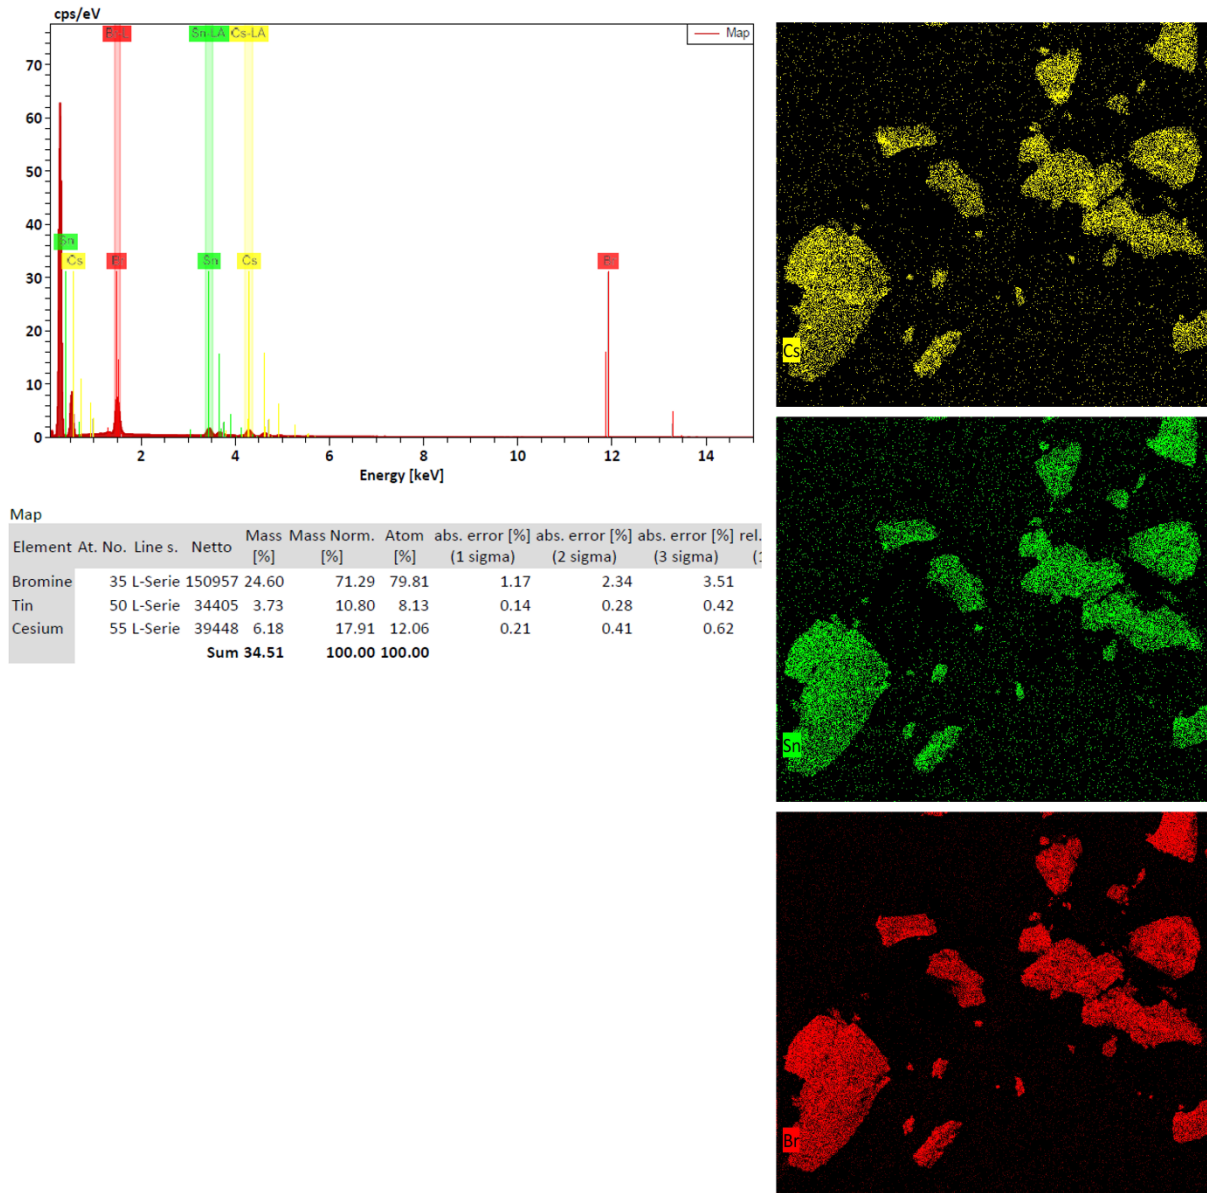 cps/eV
Sn-LA Cs-LA
Map
70
60
50
40
30
20
10
0
Sn
Cs
Sn
Cs
2 4 6 8 10 12 14
Energy [keV]
Map
Element At. No. Line s. Netto Mass [%] Mass Norm. [%] Atom [%] abs. error [%] (1 sigma) abs. error [%] (2 sigma) abs. error [%] (3 sigma) rel.
Bromine 35 L-Serie 150957 24.60 71.29 79.81 1.17 2.34 3.51
Tin 50 L-Serie 34405 3.73 10.80 8.13 0.14 0.28 0.42
Cesium 55 L-Serie 39448 6.18 17.91 12.06 0.21 0.41 0.62
Sum 34.51 100.00 100.00
Cs
Sn
Br